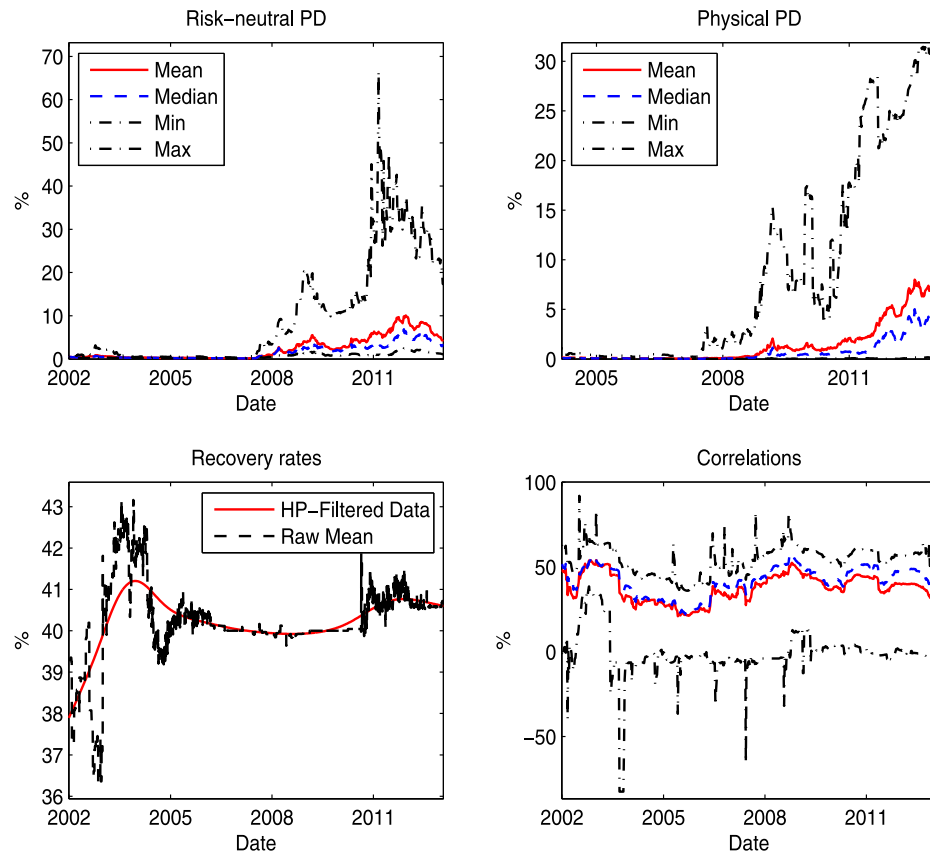 Risk-neutral PD
70
60
50
40
30
20
10
0
%
Mean
Median
Min
Max
2002 2005 2008 2011
Date
Physical PD
30
25
20
15
10
5
0
%
Mean
Median
Min
Max
2005 2008 2011
Date
Recovery rates
43
42
41
40
39
38
37
36
%
HP-Filtered Data
Raw Mean
2002 2005 2008 2011
Date
Correlations
100
50
0
-50
%
2002 2005 2008 2011
Date